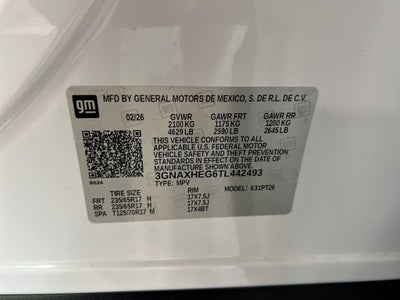 gm
MFD BY GENERAL MOTORS DE MEXICO, S. DE R.L. DE C.V.
02/26 GVWR GAWR FRT GAWR RR
2100 KG 1175 KG 1200 KG
4629 LB 2590 LB 2645 LB
THIS VEHICLE CONFORMS TO ALL
APPLICABLE U.S. FEDERAL MOTOR
VEHICLE SAFETY AND THEFT
PREVENTION STANDARDS IN EFFECT ON
THE DATE OF MANUFACTURE SHOWN ABOVE.
3GNAXHEG6TL442493
8624 TYPE: MPV MODEL: 631PT26
TIRE SIZE RIM
FRT 235/65R17 H 17X7.5J
RR 235/65R17 H 17X7.5J
SPA T125/70R17 M 17X4BT